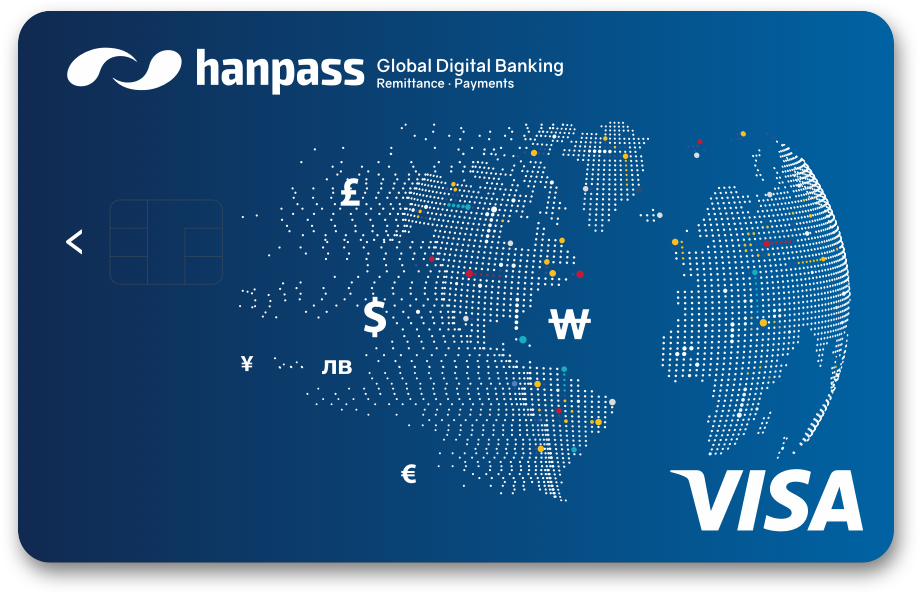 hanpass Global Digital Banking
Remittance · Payments
£
<
$
₩
¥
лв
€
VISA